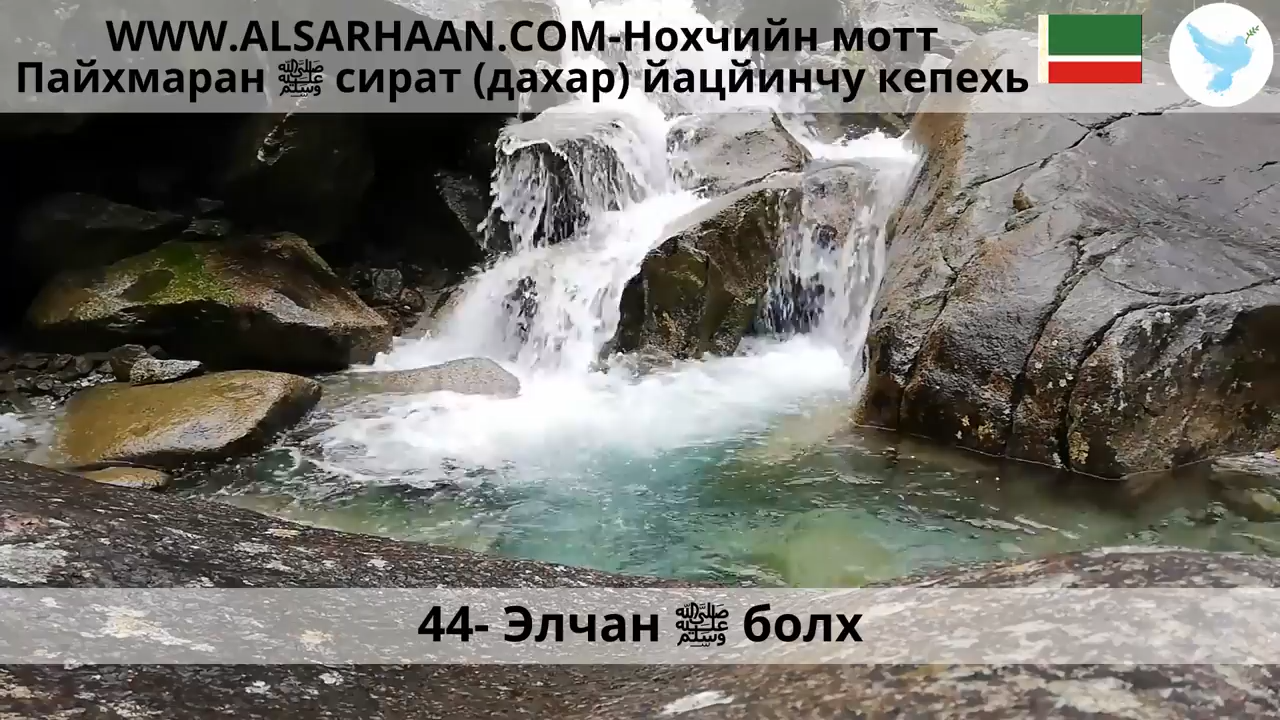 WWW.ALSARHAAN.COM-Нохчийн мотт
Пайхмаран ﷺ сират (дахар) йацйинчу кепехь
44- Элчан ﷺ болх